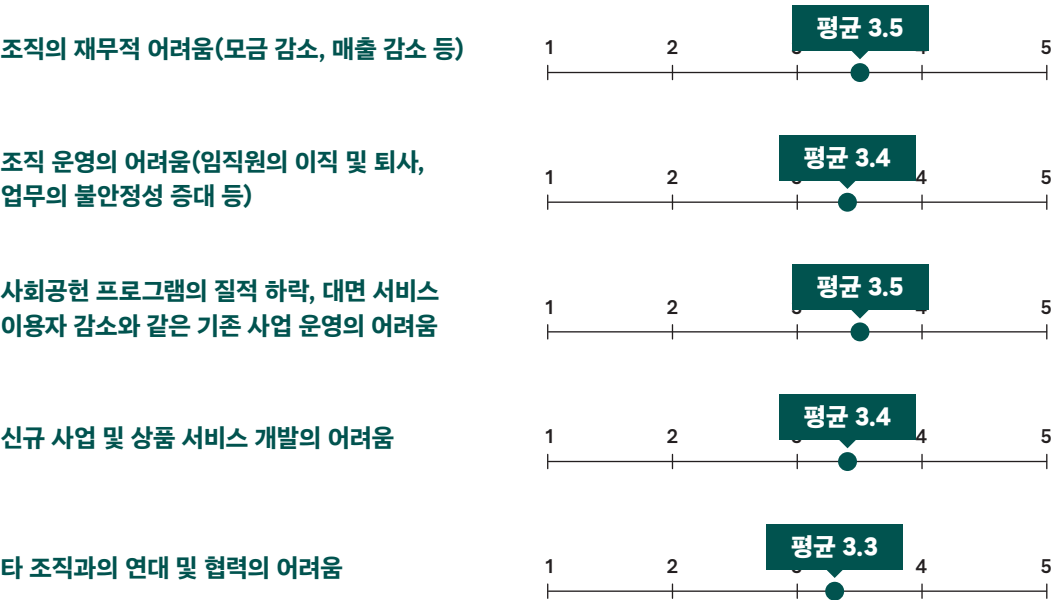 조직의 재무적 어려움(모금 감소, 매출 감소 등)
평균 3.5
1 2 5
조직 운영의 어려움(임직원의 이직 및 퇴사,
업무의 불안정성 증대 등)
평균 3.4
1 2 4 5
사회공헌 프로그램의 질적 하락, 대면 서비스
이용자 감소와 같은 기존 사업 운영의 어려움
평균 3.5
1 2 5
신규 사업 및 상품 서비스 개발의 어려움
평균 3.4
1 2 4 5
타 조직과의 연대 및 협력의 어려움
평균 3.3
1 2 4 5